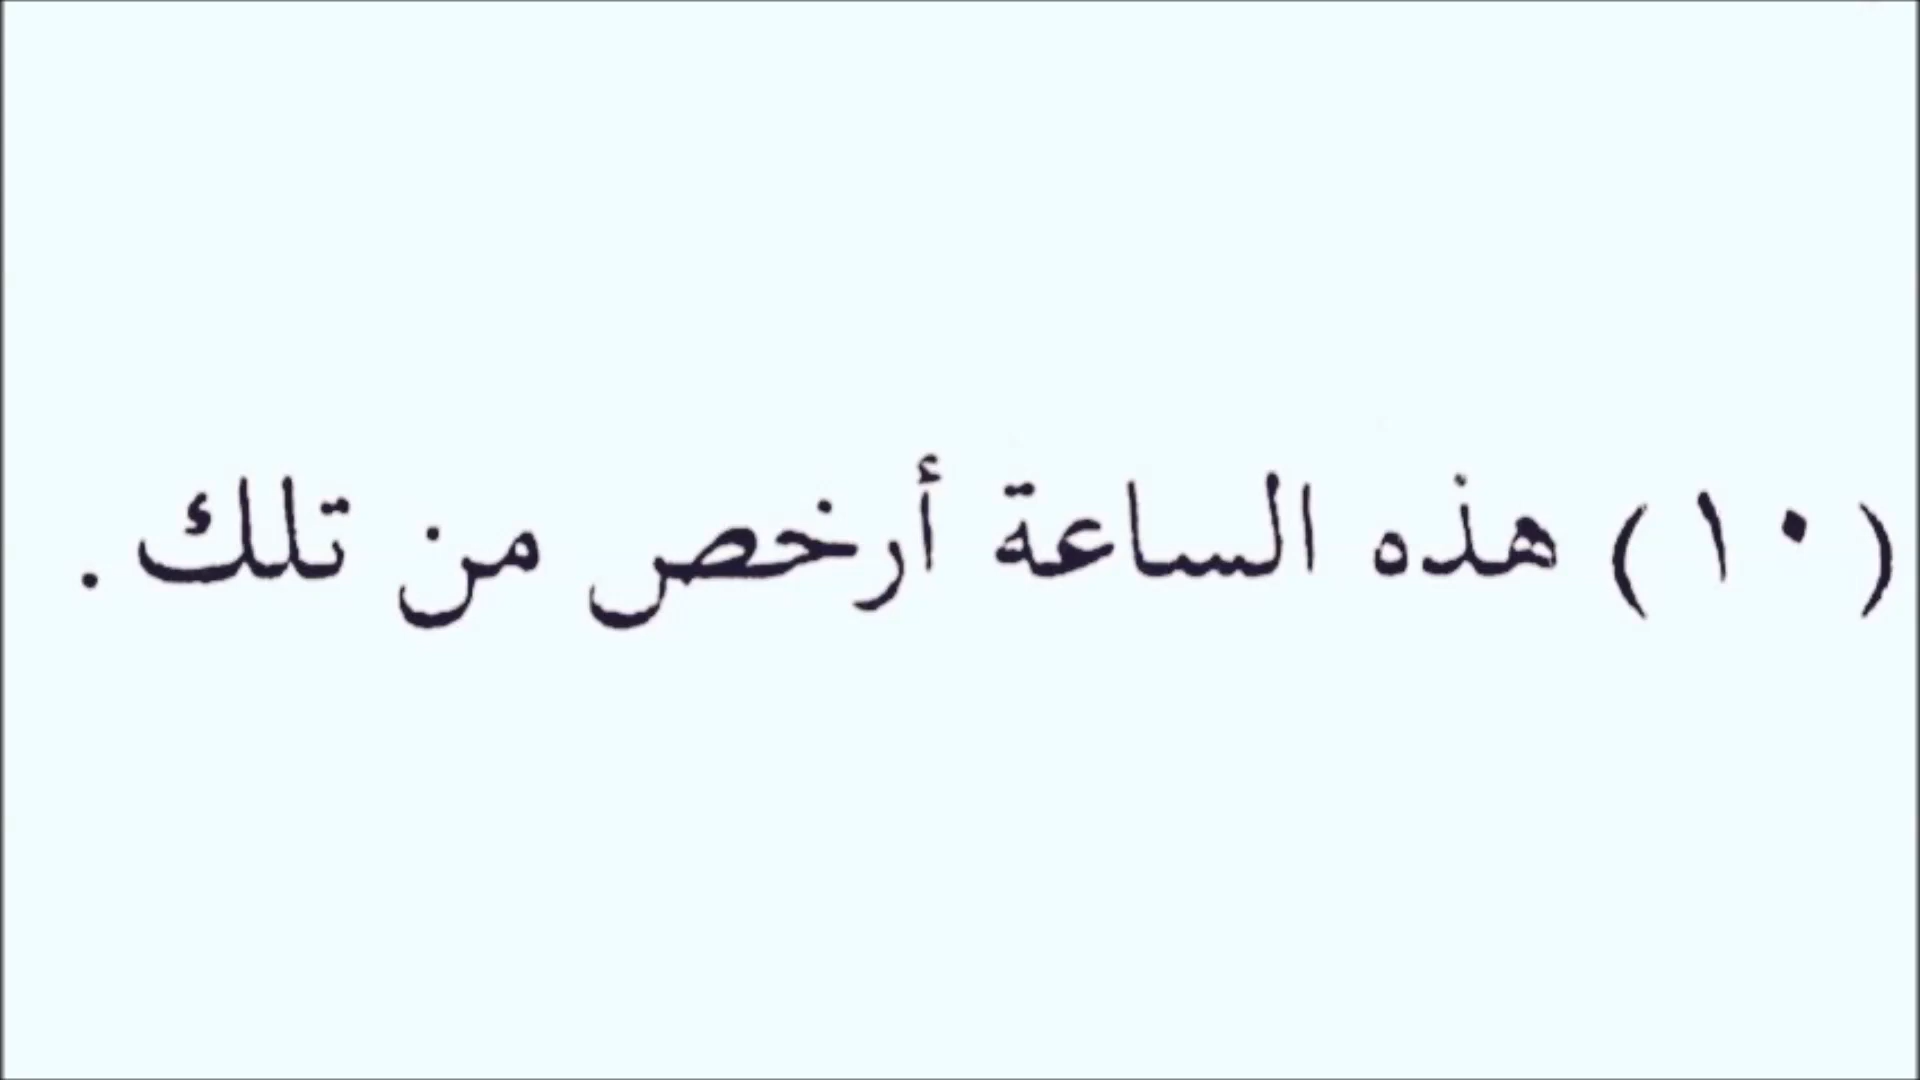 (١٠) هذه الساعة أرخص من تلك .